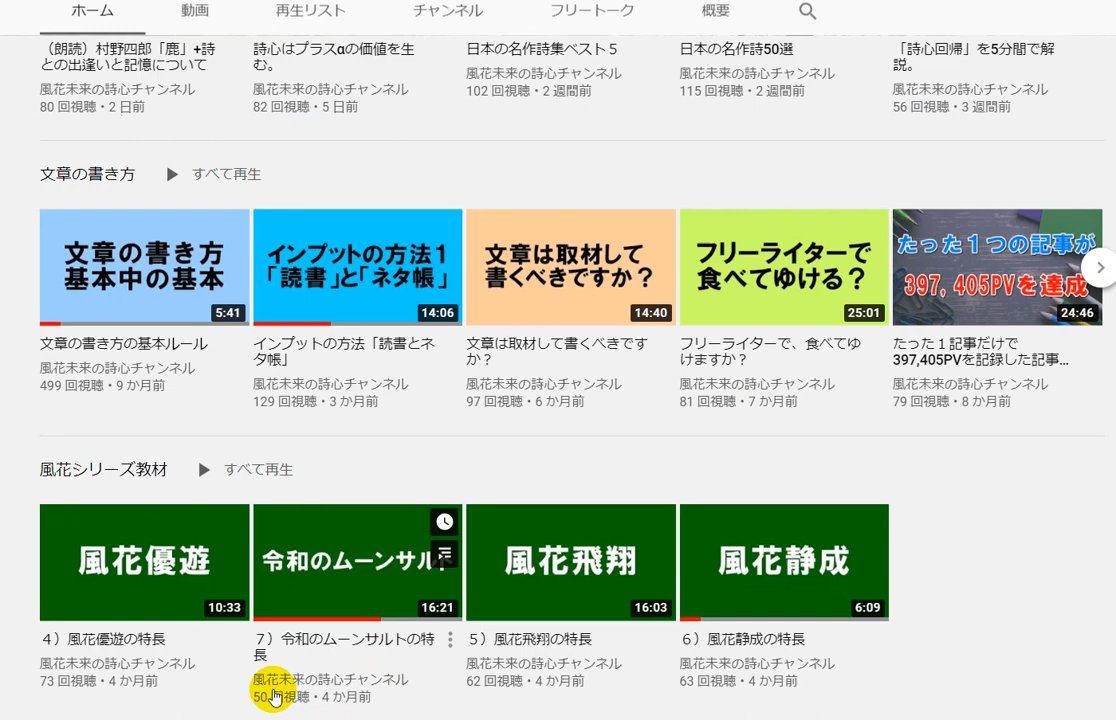 ホーム 動画 再生リスト チャンネル フリートーク 概要
（朗読）村野四郎「鹿」+詩との出逢いと記憶について
風花未来の詩心チャンネル
80 回視聴・2 日前
詩心はプラスαの価値を生む。
風花未来の詩心チャンネル
82 回視聴・5 日前
日本の名作詩集ベスト５
風花未来の詩心チャンネル
102 回視聴・2 週間前
日本の名作詩50選
風花未来の詩心チャンネル
115 回視聴・2 週間前
「詩心回帰」を5分間で解説。
風花未来の詩心チャンネル
56 回視聴・3 週間前
文章の書き方 すべて再生
文章の書き方
基本中の基本
5:41
文章の書き方の基本ルール
風花未来の詩心チャンネル
499 回視聴・9 か月前
インプットの方法１
「読書」と「ネタ帳」
14:06
インプットの方法「読書とネタ帳」
風花未来の詩心チャンネル
129 回視聴・3 か月前
文章は取材して
書くべきですか？
14:40
文章は取材して書くべきですか？
風花未来の詩心チャンネル
97 回視聴・6 か月前
フリーライターで
食べてゆける？
25:01
フリーライターで、食べてゆけますか？
風花未来の詩心チャンネル
81 回視聴・7 か月前
たった１つの記事が
397,405PVを達成
24:46
たった１記事だけで397,405PVを記録した記事...
風花未来の詩心チャンネル
79 回視聴・8 か月前
風花シリーズ教材 すべて再生
風花優遊
10:33
４）風花優遊の特長
風花未来の詩心チャンネル
73 回視聴・4 か月前
令和のムーンサルト
16:21
７）令和のムーンサルトの特長
風花未来の詩心チャンネル
50 回視聴・4 か月前
風花飛翔
16:03
５）風花飛翔の特長
風花未来の詩心チャンネル
62 回視聴・4 か月前
風花静成
6:09
６）風花静成の特長
風花未来の詩心チャンネル
63 回視聴・4 か月前